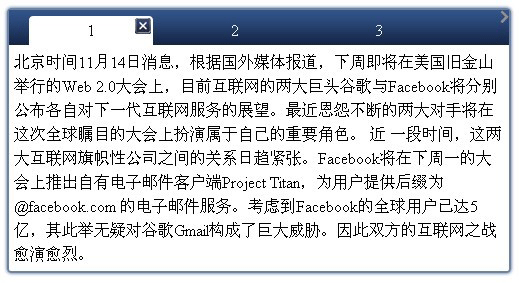 1 2 3
北京时间11月14日消息，根据国外媒体报道，下周即将在美国旧金山
举行的Web 2.0大会上，目前互联网的两大巨头谷歌与Facebook将分别
公布各自对下一代互联网服务的展望。最近恩怨不断的两大对手将在
这次全球瞩目的大会上扮演属于自己的重要角色。 近 一段时间，这两
大互联网旗帜性公司之间的关系日趋紧张。Facebook将在下周一的大
会上推出自有电子邮件客户端Project Titan，为用户提供后缀为
@facebook.com 的电子邮件服务。考虑到Facebook的全球用户已达5
亿，其此举无疑对谷歌Gmail构成了巨大威胁。因此双方的互联网之战
愈演愈烈。